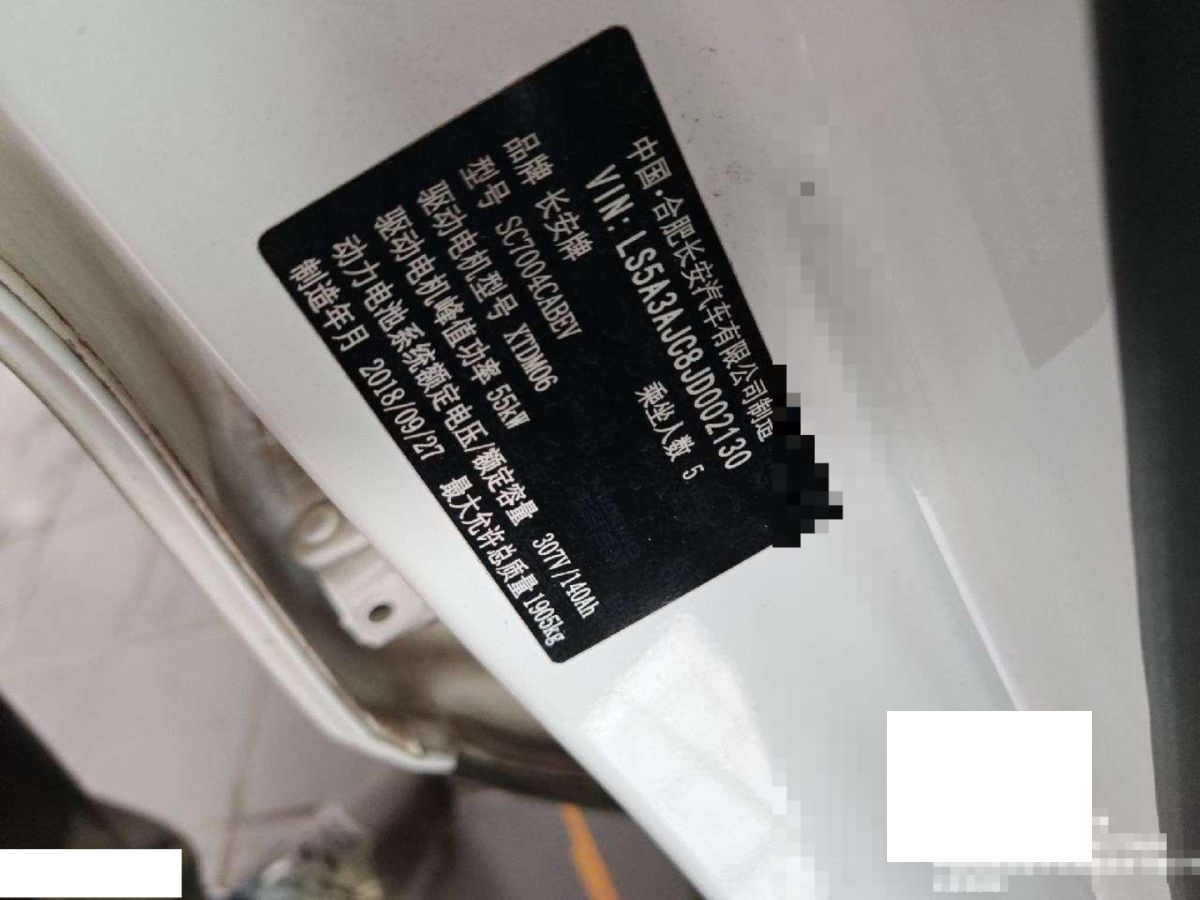 中国·合肥长安汽车有限公司制造
VIN: LS5A3AJC8JD002130
品牌 长安牌 乘坐人数 5
型号 SC7004CABEV
驱动电机型号 XTDM06
驱动电机峰值功率 55kW
动力电池系统额定电压/额定容量 307V/140Ah
制造年月 2018/09/27 最大允许总质量 1905kg